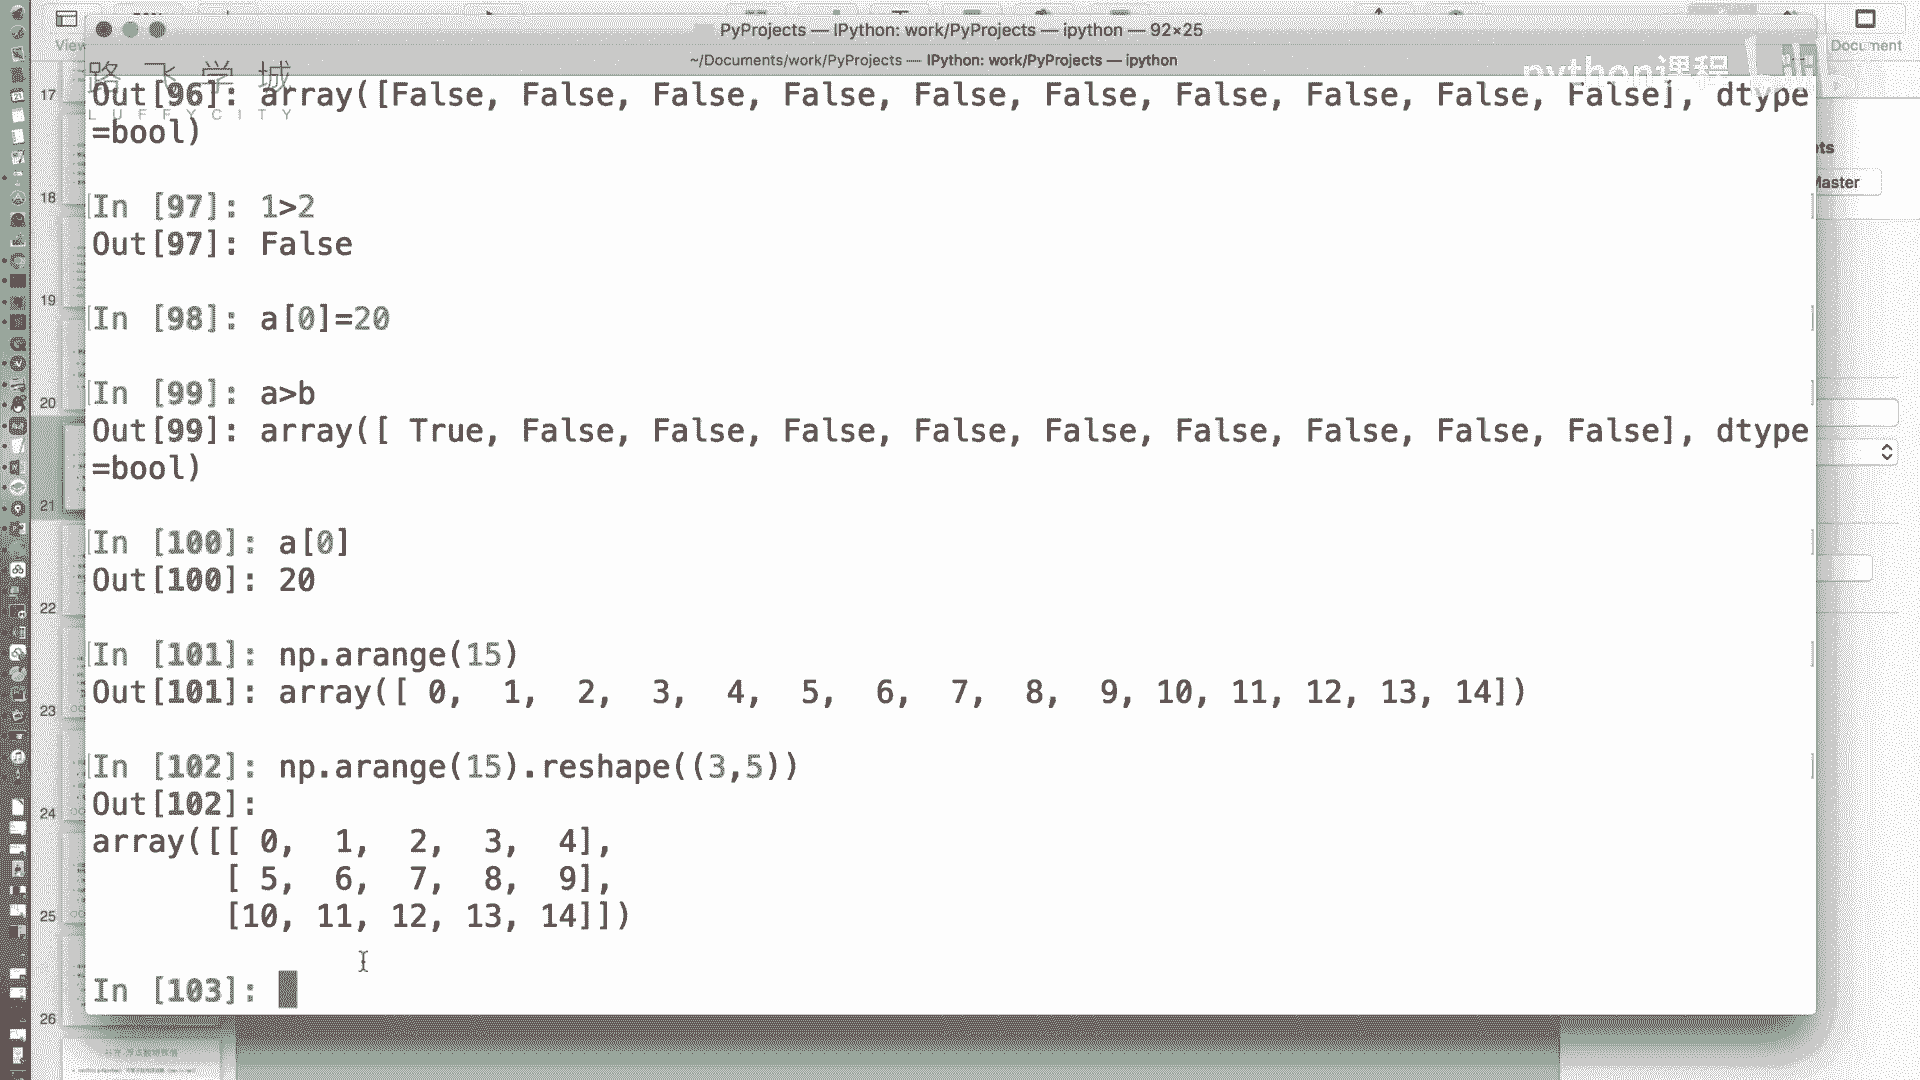 PyProjects — IPython: work/PyProjects — ipython — 92×25
View
Document
~/Documents/work/PyProjects — IPython: work/PyProjects — ipython
路 飞 学 城
LUFFYCITY
python课程
Out[96]: array([False, False, False, False, False, False, False, False, False, False], dtype
=bool)
In [97]: 1>2
Out[97]: False
In [98]: a[0]=20
In [99]: a>b
Out[99]: array([ True, False, False, False, False, False, False, False, False, False], dtype
=bool)
In [100]: a[0]
Out[100]: 20
In [101]: np.arange(15)
Out[101]: array([ 0,  1,  2,  3,  4,  5,  6,  7,  8,  9, 10, 11, 12, 13, 14])
In [102]: np.arange(15).reshape((3,5))
Out[102]:
array([[ 0,  1,  2,  3,  4],
       [ 5,  6,  7,  8,  9],
       [10, 11, 12, 13, 14]])
In [103]:
17
18
19
20
21
22
23
24
25
26